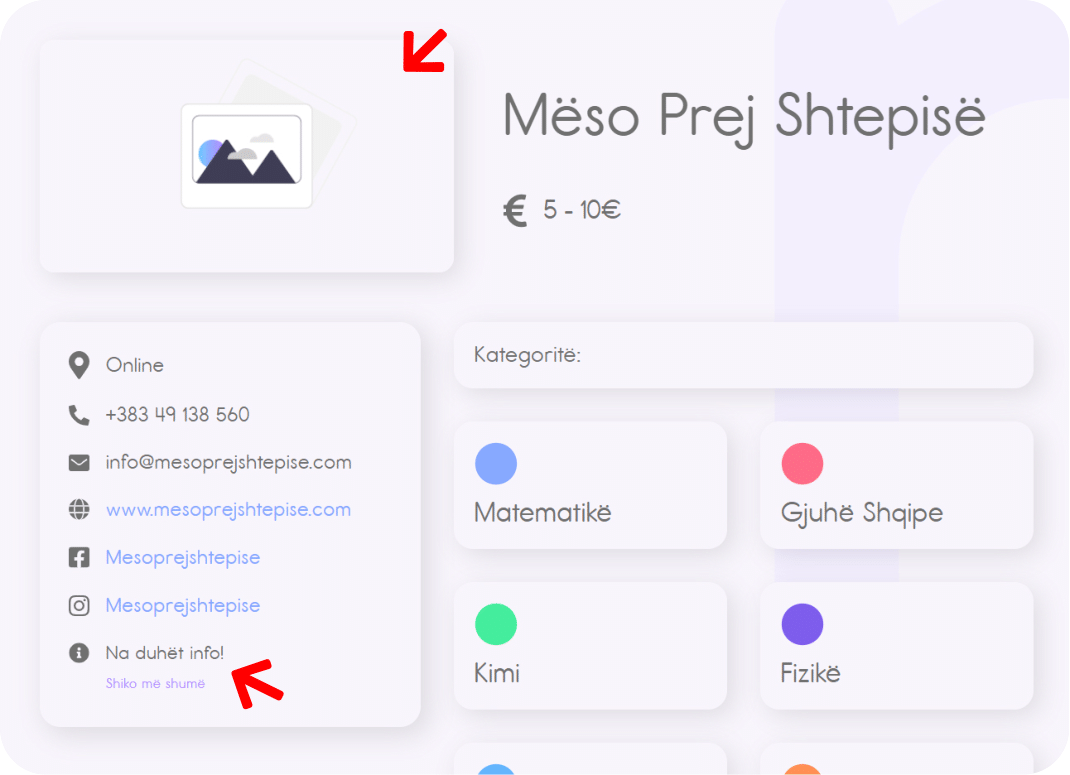 Mëso Prej Shtepisë
5 - 10€
Online
+383 49 138 560
info@mesoprejshtepise.com
www.mesoprejshtepise.com
Mesoprejshtepise
Mesoprejshtepise
Na duhët info!
Shiko më shumë
Kategoritë:
Matematikë
Gjuhë Shqipe
Kimi
Fizikë